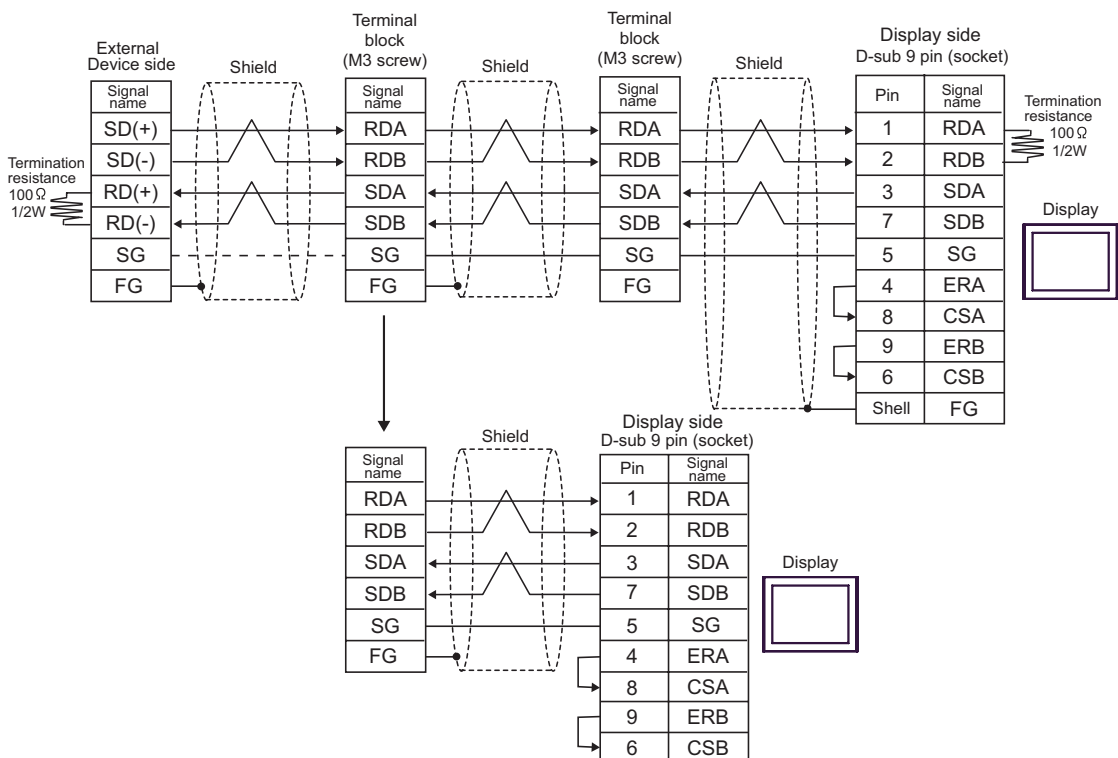 External
Device side
Signal
name
SD(+)
SD(-)
RD(+)
RD(-)
SG
FG
Termination
resistance
100Ω
1/2W
Shield
Terminal
block
(M3 screw)
Signal
name
RDA
RDB
SDA
SDB
SG
FG
Shield
Terminal
block
(M3 screw)
Signal
name
RDA
RDB
SDA
SDB
SG
FG
Shield
Display side
D-sub 9 pin (socket)
Pin Signal
name
1 RDA
2 RDB
3 SDA
7 SDB
5 SG
4 ERA
8 CSA
9 ERB
6 CSB
Shell FG
Termination
resistance
100Ω
1/2W
Display
Signal
name
RDA
RDB
SDA
SDB
SG
FG
Shield
Display side
D-sub 9 pin (socket)
Pin Signal
name
1 RDA
2 RDB
3 SDA
7 SDB
5 SG
4 ERA
8 CSA
9 ERB
6 CSB
Display